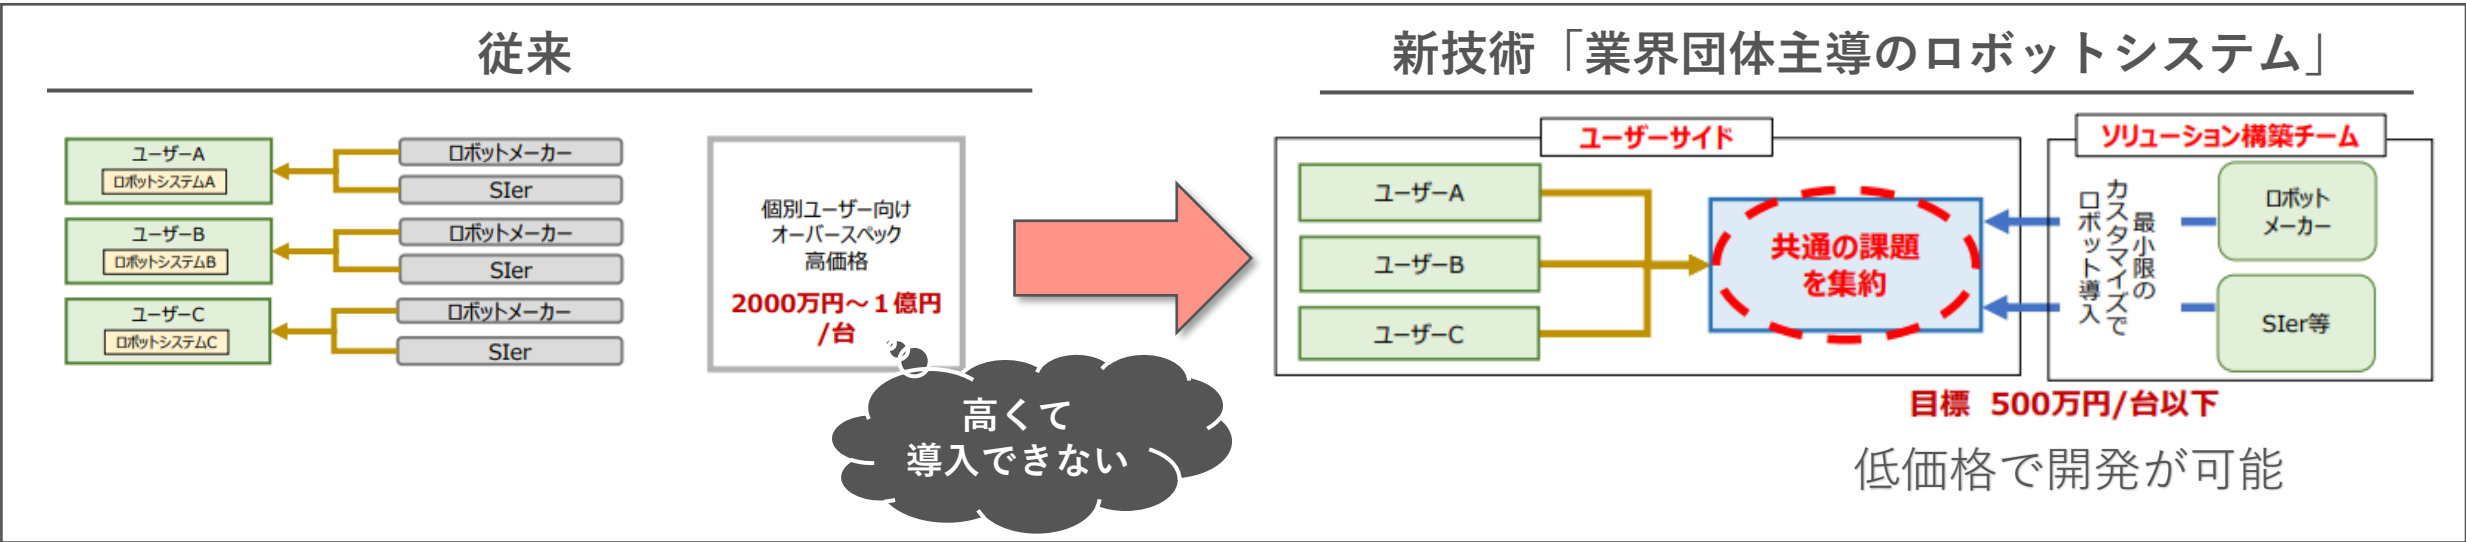 従来
ユーザーA
ロボットシステムA
ロボットメーカー
SIer
ユーザーB
ロボットシステムB
ロボットメーカー
SIer
ユーザーC
ロボットシステムC
ロボットメーカー
SIer
個別ユーザー向け
オーバースペック
高価格
2000万円～１億円
/台
高くて
導入できない
新技術「業界団体主導のロボットシステム」
ユーザーサイド
ユーザーA
ユーザーB
ユーザーC
共通の課題
を集約
ソリューション構築チーム
最小限の
カスタマイズで
ロボット導入
ロボット
メーカー
SIer等
目標 500万円/台以下
低価格で開発が可能